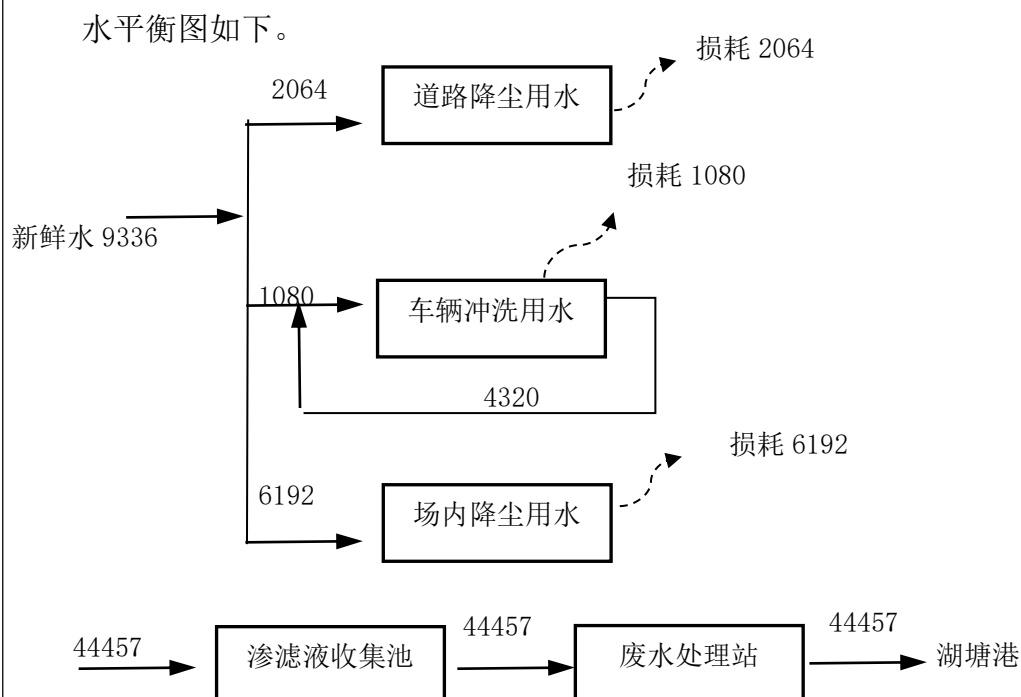 水平衡图如下。
损耗 2064
2064
道路降尘用水
损耗 1080
新鲜水 9336
1080
车辆冲洗用水
4320
损耗 6192
6192
场内降尘用水
44457
渗滤液收集池
44457
废水处理站
44457
湖塘港